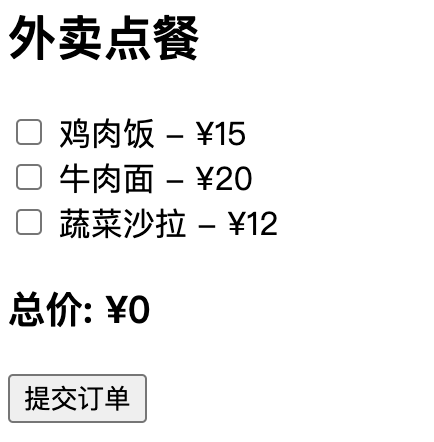 外卖点餐
鸡肉饭 – ¥15
牛肉面 – ¥20
蔬菜沙拉 – ¥12
总价: ¥0
提交订单